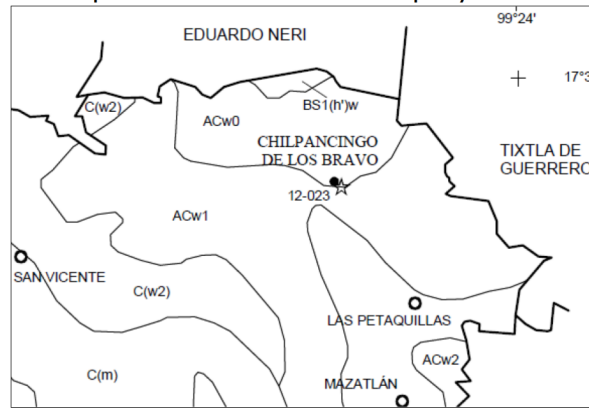 99°24'
EDUARDO NERI
17°3
C(w2)
BS1(h')w
ACw0
CHILPANCINGO
DE LOS BRAVO
TIXTLA DE
GUERRERO
12-023
ACw1
SAN VICENTE
C(w2)
LAS PETAQUILLAS
ACw2
C(m)
MAZATLÁN